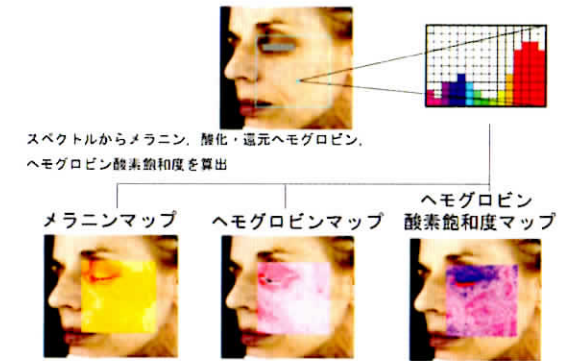 スペクトルからメラニン，酸化・還元ヘモグロビン，
ヘモグロビン酸素飽和度を算出
メラニンマップ
ヘモグロビンマップ
ヘモグロビン
酸素飽和度マップ